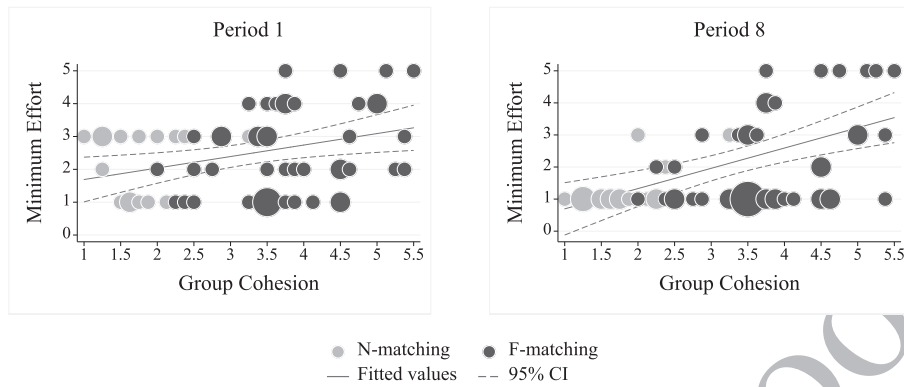 Period 1
Minimum Effort
5
4
3
2
1
0
1 1.5 2 2.5 3 3.5 4 4.5 5 5.5
Group Cohesion
Period 8
Minimum Effort
5
4
3
2
1
0
1 1.5 2 2.5 3 3.5 4 4.5 5 5.5
Group Cohesion
N-matching F-matching
Fitted values 95% CI